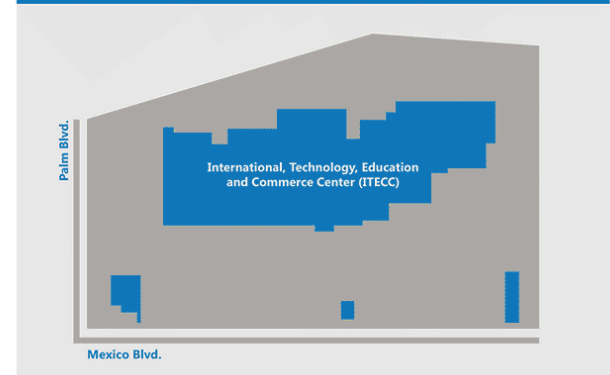 Palm Blvd.
International, Technology, Education
and Commerce Center (ITECC)
Mexico Blvd.